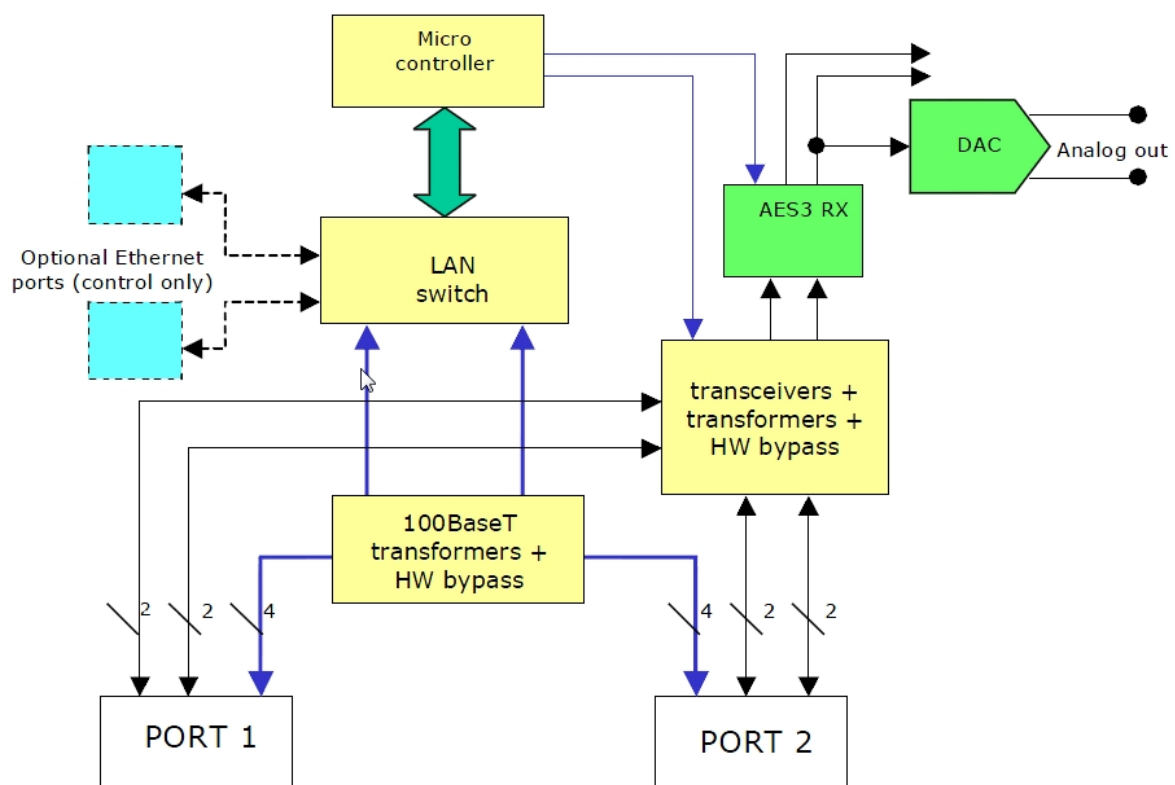 Micro
controller
DAC
Analog out
AES3 RX
Optional Ethernet
ports (control only)
LAN
switch
transceivers +
transformers +
HW bypass
100BaseT
transformers +
HW bypass
2
2
4
4
2
2
PORT 1
PORT 2